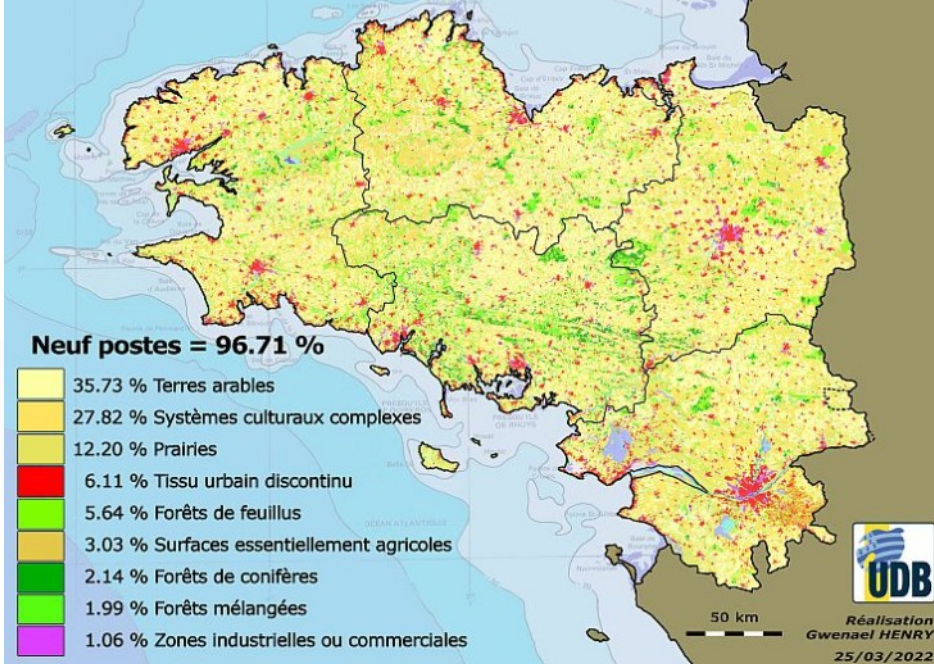 Neuf postes = 96.71 %
35.73 % Terres arables
27.82 % Systèmes culturaux complexes
12.20 % Prairies
6.11 % Tissu urbain discontinu
5.64 % Forêts de feuillus
3.03 % Surfaces essentiellement agricoles
2.14 % Forêts de conifères
1.99 % Forêts mélangées
1.06 % Zones industrielles ou commerciales
OCÉAN ATLANTIQUE
50 km
UDB
Réalisation
Gwenael HENRY
25/03/2022